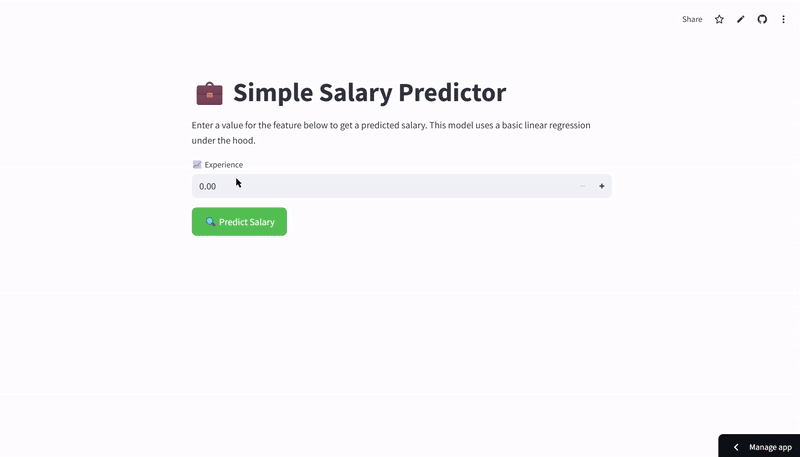 Share
Simple Salary Predictor
Enter a value for the feature below to get a predicted salary. This model uses a basic linear regression
under the hood.
Experience
0.00
Predict Salary
Manage app